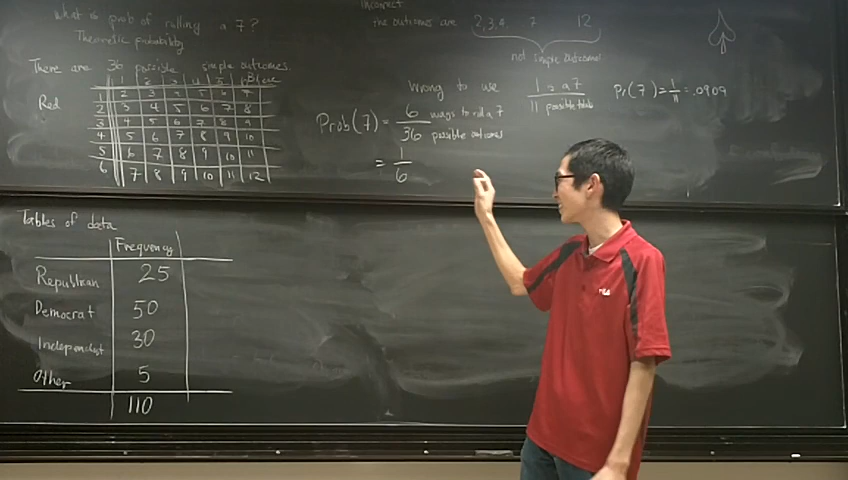 What is prob of rolling a 7?
Theoretic probability
There are 36 possible simple outcomes.
Blue
1 2 3 4 5 6
Red
1 2 3 4 5 6 7
2 3 4 5 6 7 8
3 4 5 6 7 8 9
4 5 6 7 8 9 10
5 6 7 8 9 10 11
6 7 8 9 10 11 12
Incorrect
the outcomes are 2,3,4, 7 12
not simple outcomes
Wrong to use
1 = a 7
11 possible totals
Pr(7) = 1/11 = .0909
Prob(7) = 6 ways to roll a 7
36 possible outcomes
= 1/6
Tables of data
Frequency
Republican 25
Democrat 50
Independent 30
Other 5
110